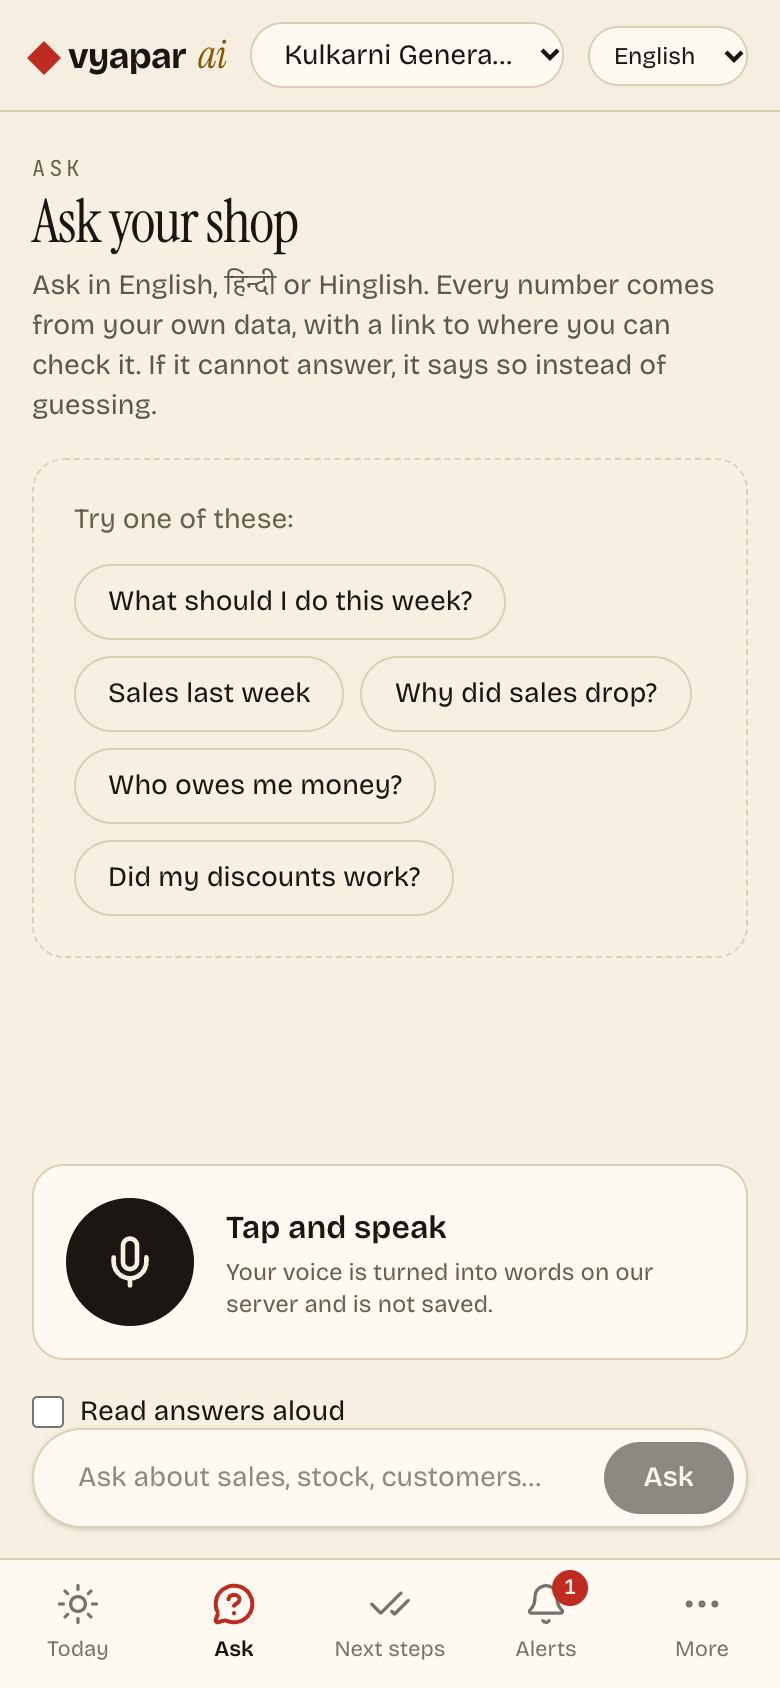 vyapar ai
Kulkarni Genera...
English
ASK
Ask your shop
Ask in English, हिन्दी or Hinglish. Every number comes
from your own data, with a link to where you can
check it. If it cannot answer, it says so instead of
guessing.
Try one of these:
What should I do this week?
Sales last week
Why did sales drop?
Who owes me money?
Did my discounts work?
Tap and speak
Your voice is turned into words on our
server and is not saved.
Read answers aloud
Ask about sales, stock, customers...
Ask
1
Today
Ask
Next steps
Alerts
More